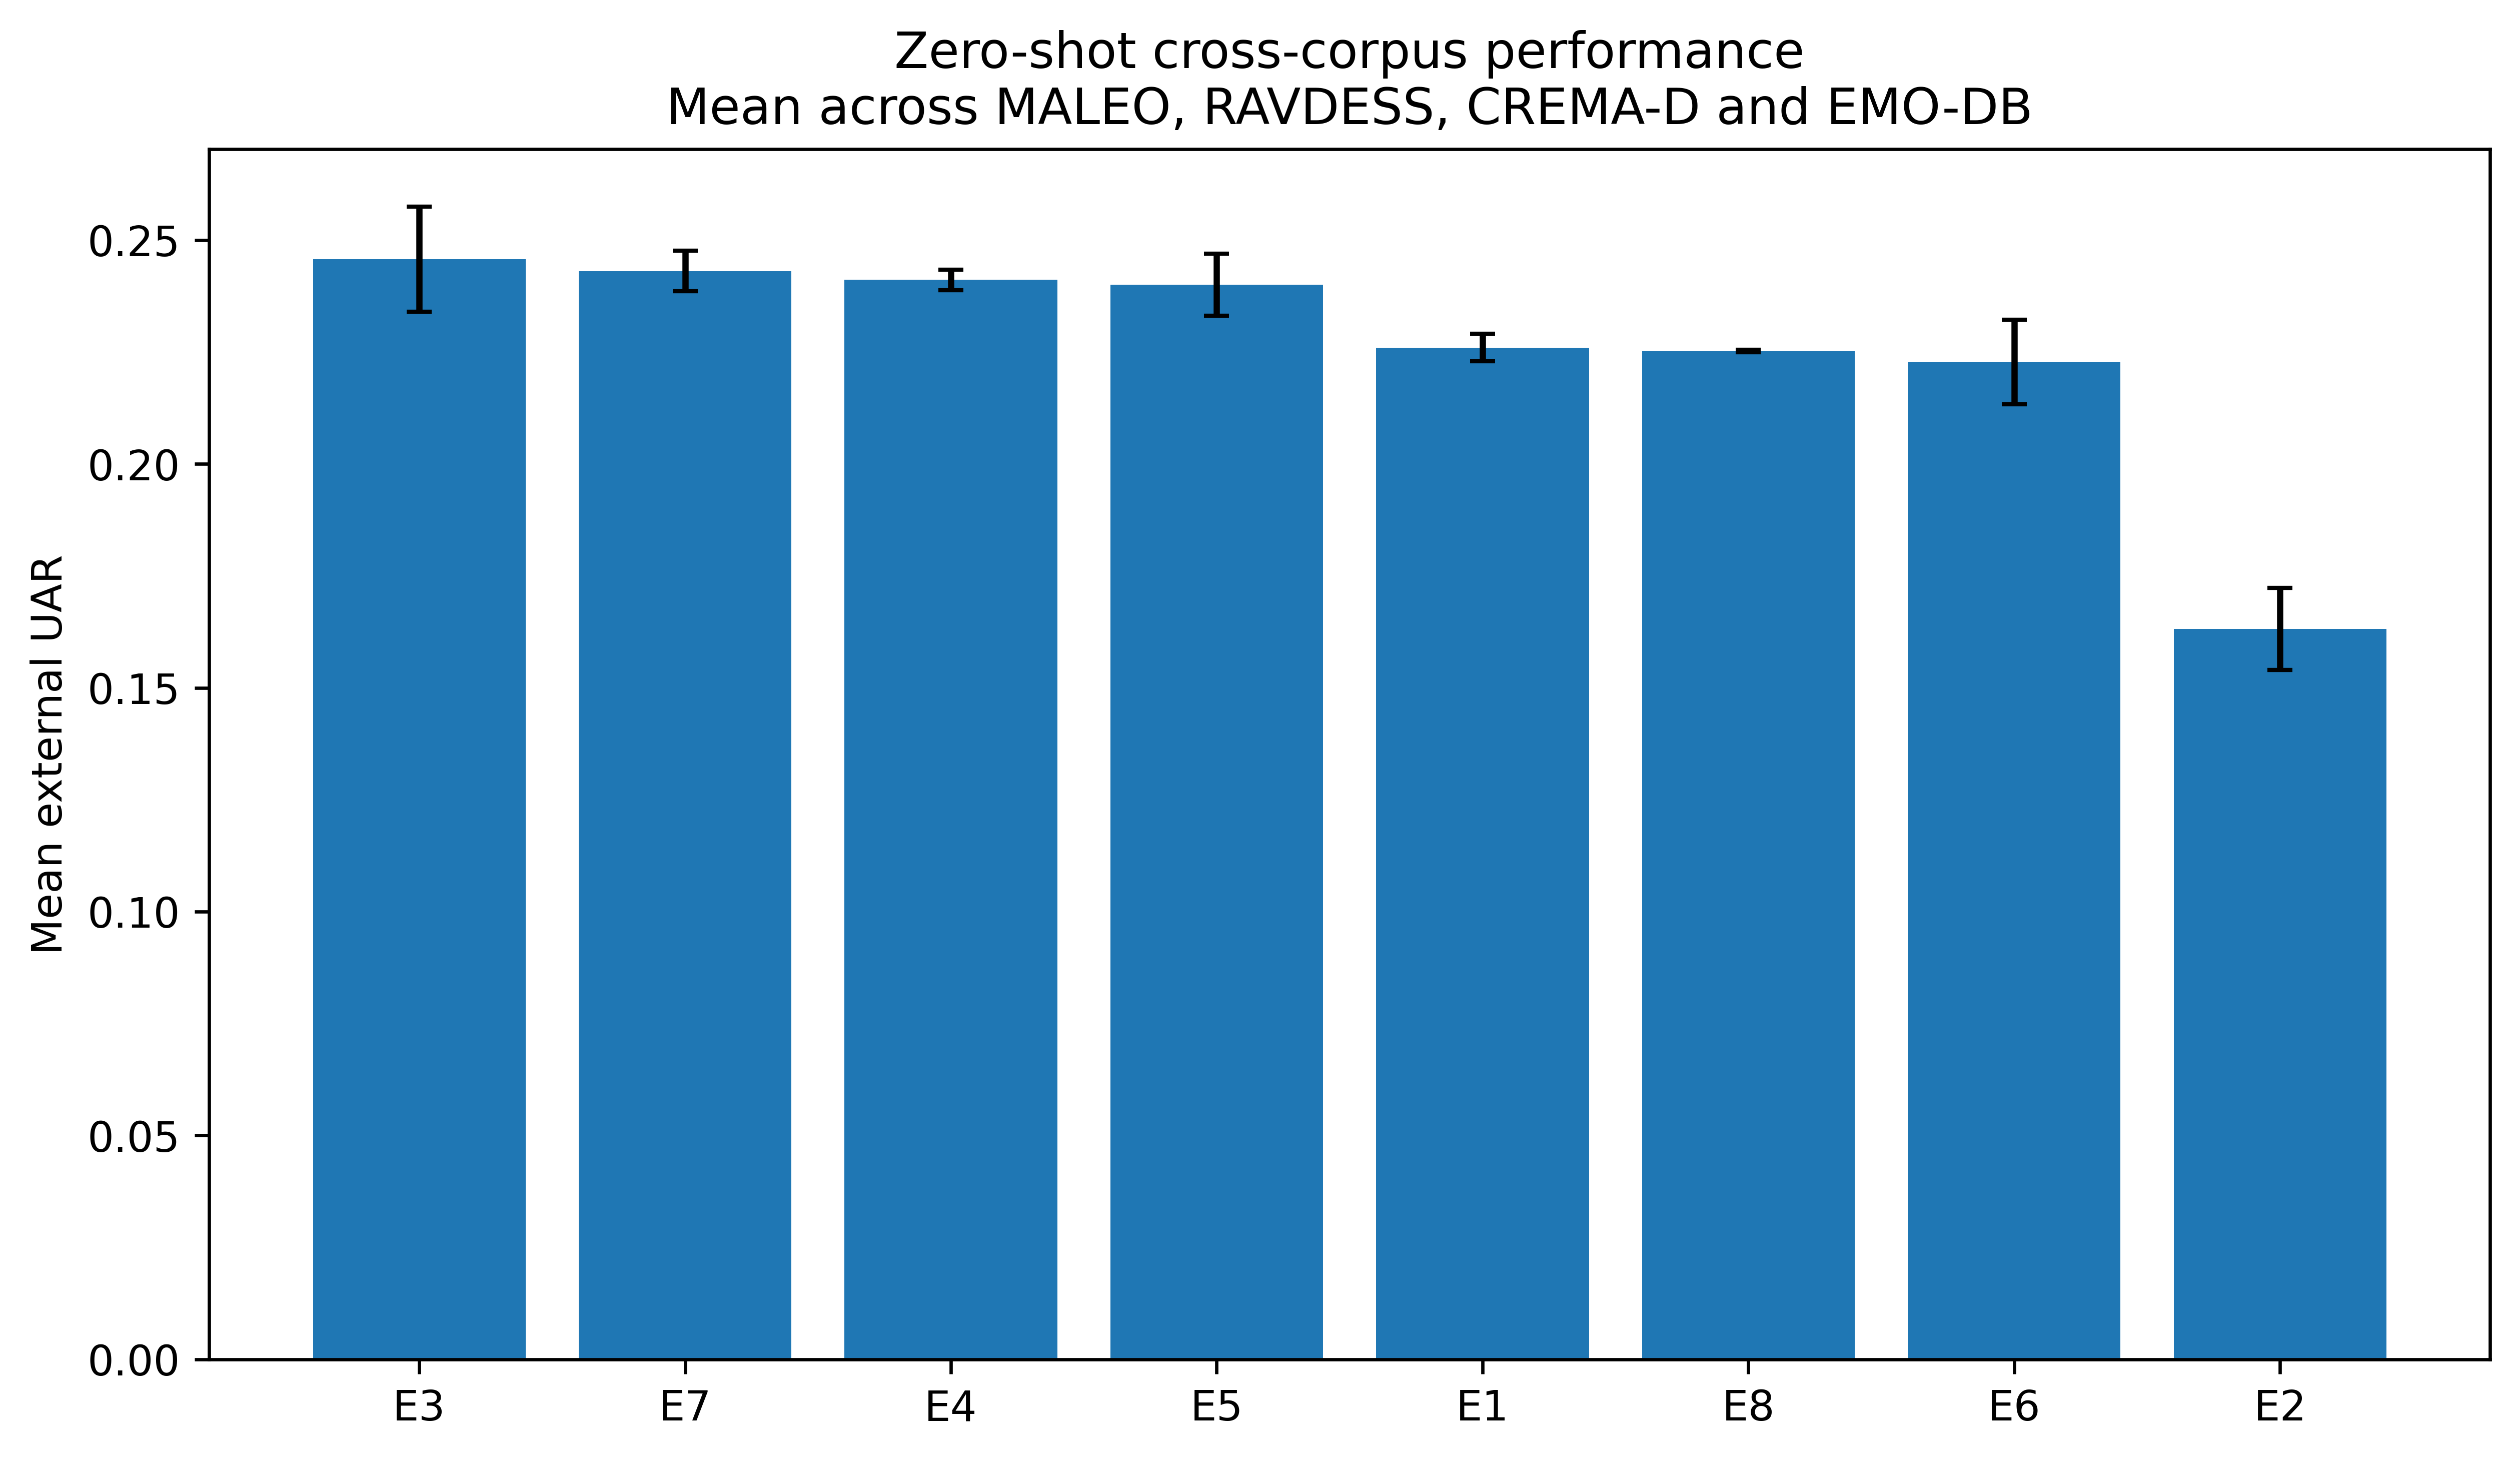 Zero-shot cross-corpus performance
Mean across MALEO, RAVDESS, CREMA-D and EMO-DB
Mean external UAR
0.25
0.20
0.15
0.10
0.05
0.00
E3 E7 E4 E5 E1 E8 E6 E2